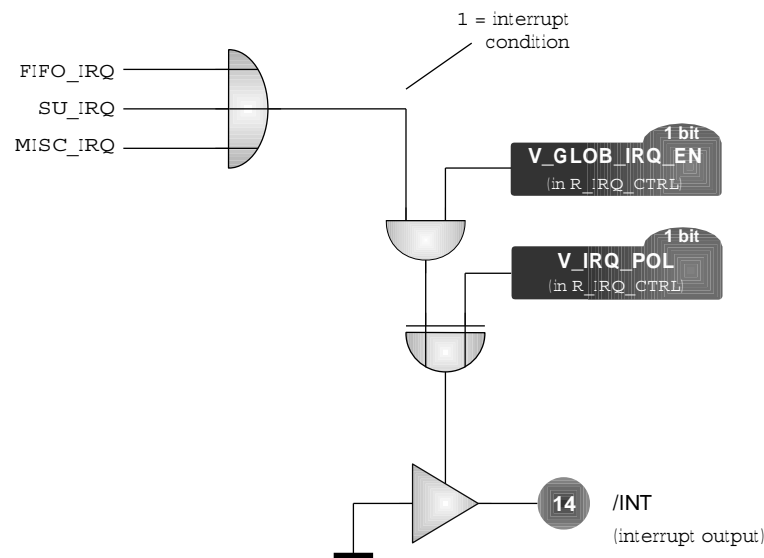 1 = interrupt
condition
FIFO_IRQ
SU_IRQ
MISC_IRQ
1 bit
V_GLOB_IRQ_EN
(in R_IRQ_CTRL)
1 bit
V_IRQ_POL
(in R_IRQ_CTRL)
14
/INT
(interrupt output)